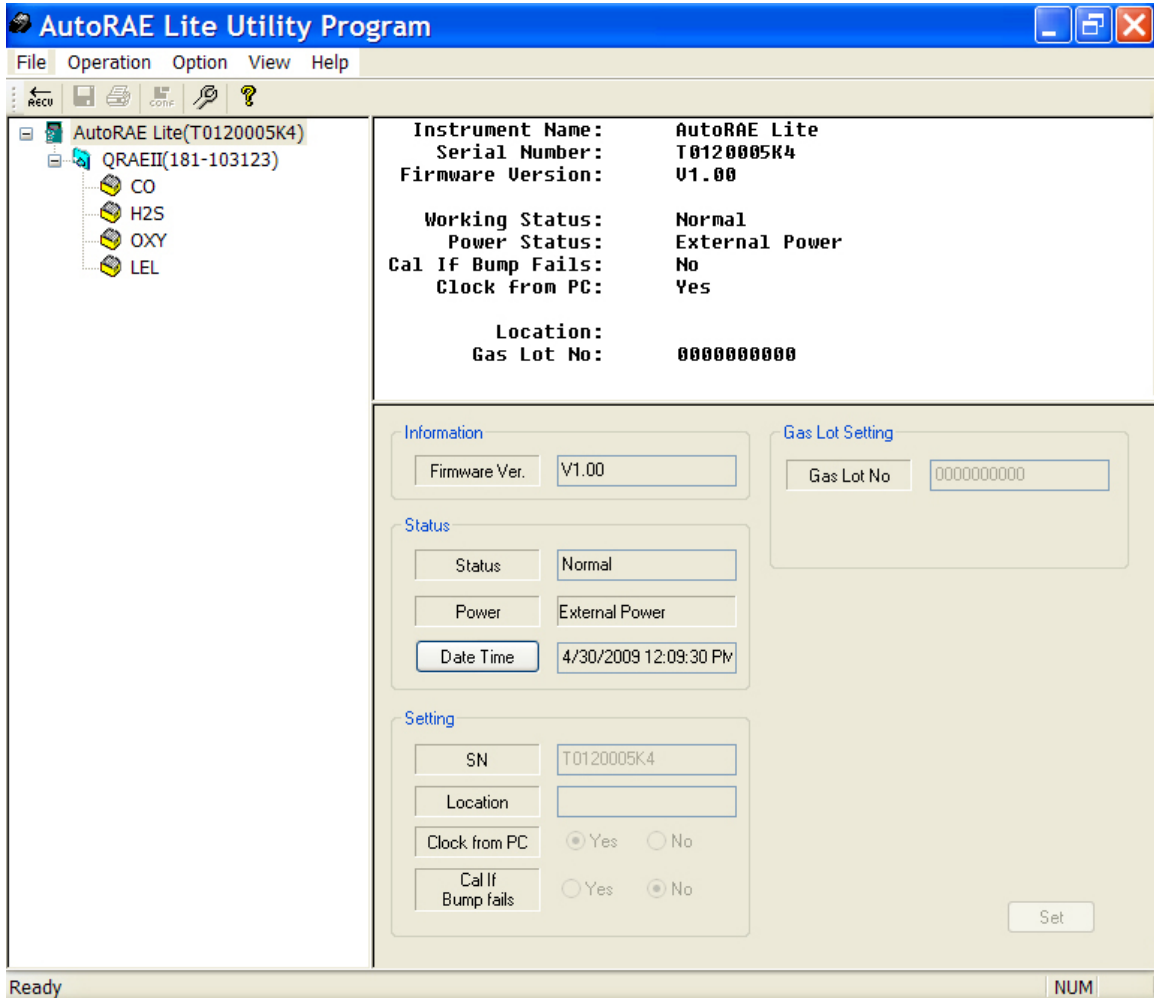 AutoRAE Lite Utility Program
File Operation Option View Help
RECV CONF ?
AutoRAE Lite(T0120005K4)
QRAEII(181-103123)
CO
H2S
OXY
LEL
Instrument Name: AutoRAE Lite
Serial Number: T0120005K4
Firmware Version: V1.00
Working Status: Normal
Power Status: External Power
Cal If Bump Fails: No
Clock from PC: Yes
Location:
Gas Lot No: 0000000000
Information
Firmware Ver. V1.00
Gas Lot Setting
Gas Lot No 0000000000
Status
Status Normal
Power External Power
Date Time 4/30/2009 12:09:30 PM
Setting
SN T0120005K4
Location
Clock from PC Yes No
Cal If
Bump fails Yes No
Set
Ready NUM